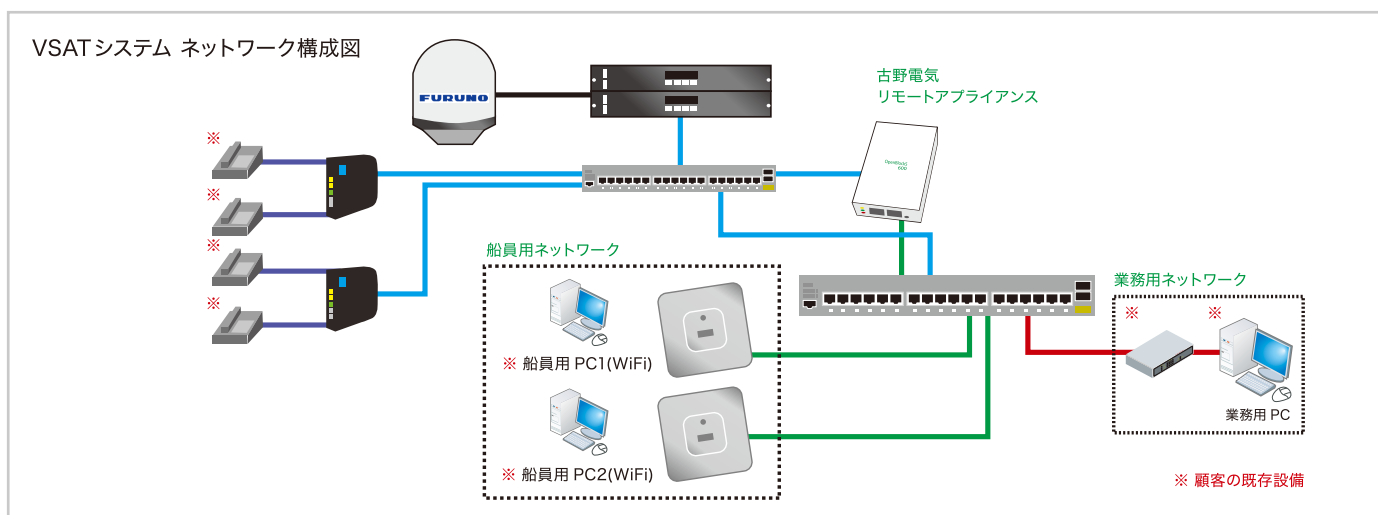 VSATシステム ネットワーク構成図
FURUNO
古野電気
リモートアプライアンス
OpenBlocks
600
※
※
※
※
船員用ネットワーク
※ 船員用 PC1(WiFi)
※ 船員用 PC2(WiFi)
業務用ネットワーク
※
※
業務用 PC
※ 顧客の既存設備